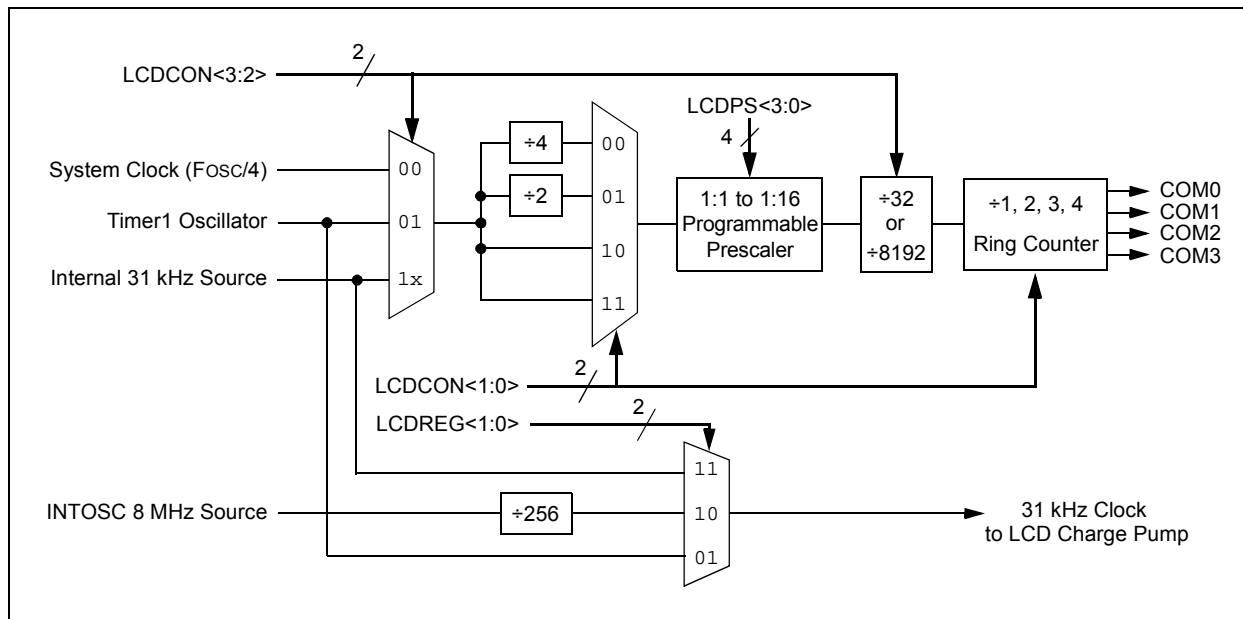 2
LCDCON<3:2>
LCDPS<3:0>
4
System Clock (FOSC/4)
Timer1 Oscillator
Internal 31 kHz Source
00
01
1x
÷4
÷2
00
01
10
11
1:1 to 1:16
Programmable
Prescaler
÷32
or
÷8192
÷1, 2, 3, 4
Ring Counter
COM0
COM1
COM2
COM3
2
LCDCON<1:0>
2
LCDREG<1:0>
INTOSC 8 MHz Source
÷256
11
10
01
31 kHz Clock
to LCD Charge Pump